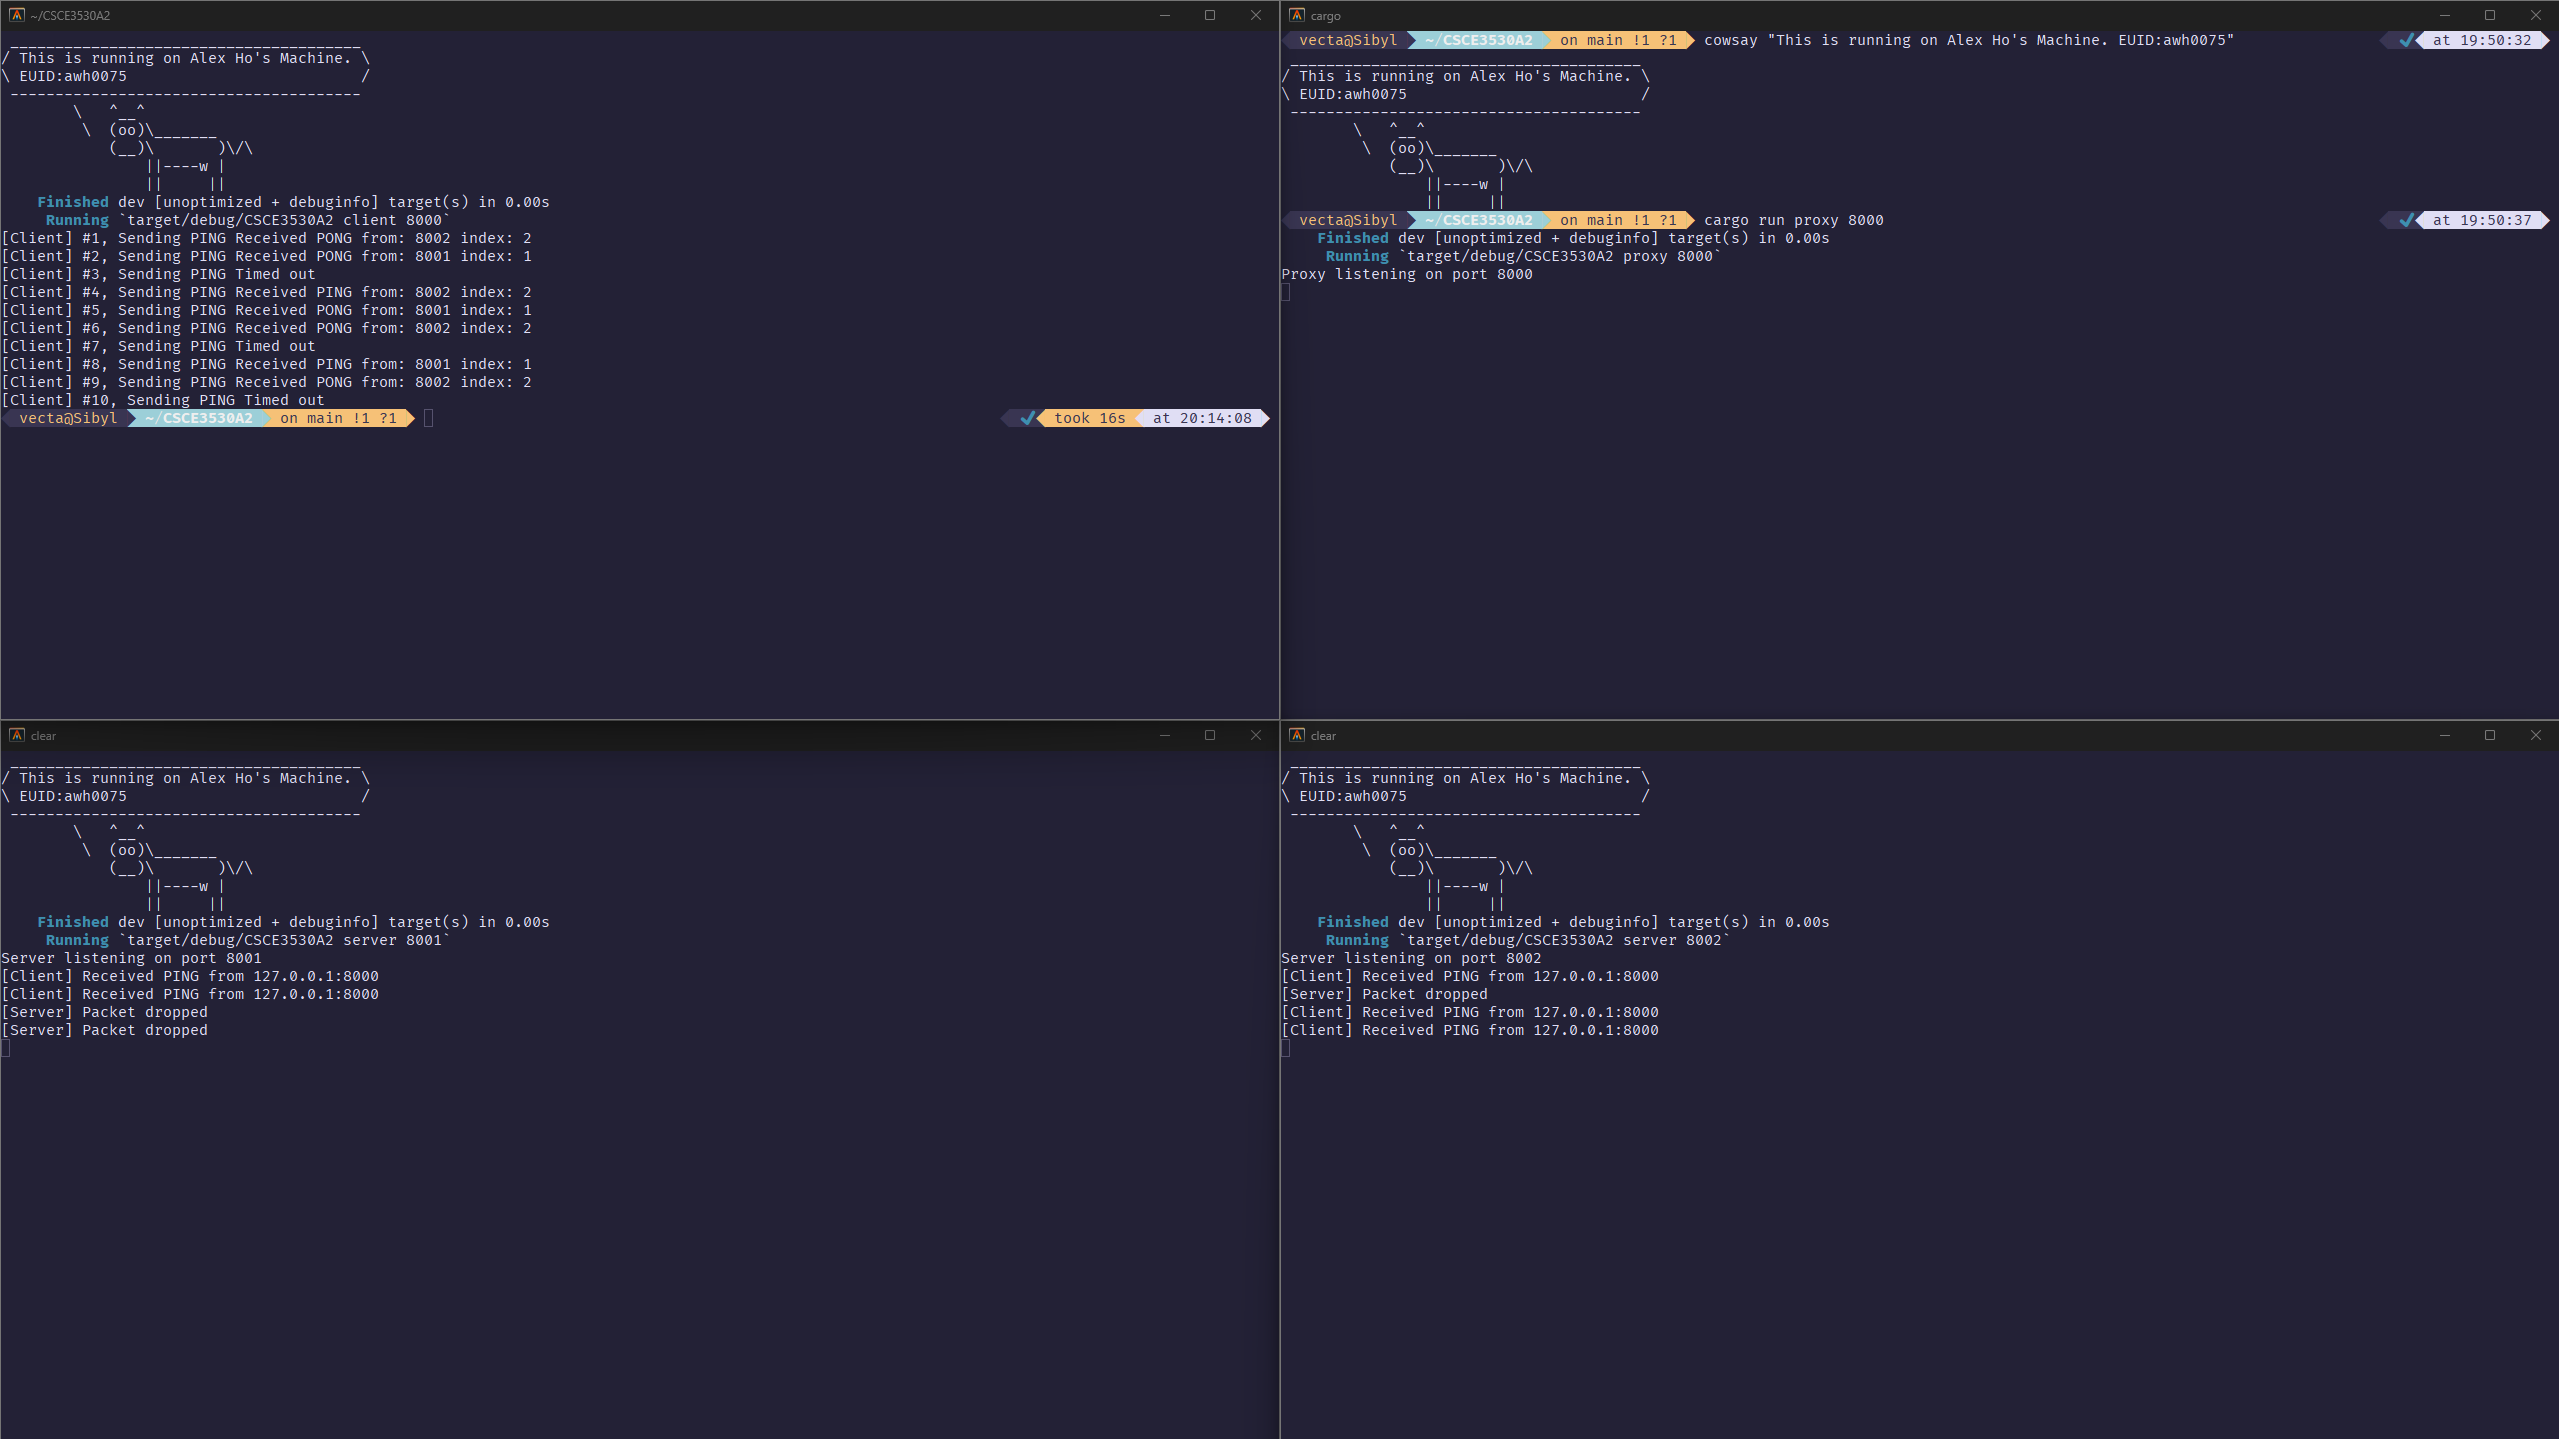 ~/CSCE3530A2
 _______________________________________
/ This is running on Alex Ho's Machine. \
\ EUID:awh0075                          /
 ---------------------------------------
        \   ^__^
         \  (oo)\_______
            (__)\       )\/\
                ||----w |
                ||     ||
    Finished dev [unoptimized + debuginfo] target(s) in 0.00s
     Running `target/debug/CSCE3530A2 client 8000`
[Client] #1, Sending PING Received PONG from: 8002 index: 2
[Client] #2, Sending PING Received PONG from: 8001 index: 1
[Client] #3, Sending PING Timed out
[Client] #4, Sending PING Received PING from: 8002 index: 2
[Client] #5, Sending PING Received PONG from: 8001 index: 1
[Client] #6, Sending PING Received PONG from: 8002 index: 2
[Client] #7, Sending PING Timed out
[Client] #8, Sending PING Received PING from: 8001 index: 1
[Client] #9, Sending PING Received PONG from: 8002 index: 2
[Client] #10, Sending PING Timed out
vecta@Sibyl ~/CSCE3530A2 on main !1 ?1 ✔ took 16s at 20:14:08
cargo
vecta@Sibyl ~/CSCE3530A2 on main !1 ?1 cowsay "This is running on Alex Ho's Machine. EUID:awh0075" ✔ at 19:50:32
 _______________________________________
/ This is running on Alex Ho's Machine. \
\ EUID:awh0075                          /
 ---------------------------------------
        \   ^__^
         \  (oo)\_______
            (__)\       )\/\
                ||----w |
                ||     ||
vecta@Sibyl ~/CSCE3530A2 on main !1 ?1 cargo run proxy 8000 ✔ at 19:50:37
    Finished dev [unoptimized + debuginfo] target(s) in 0.00s
     Running `target/debug/CSCE3530A2 proxy 8000`
Proxy listening on port 8000
clear
 _______________________________________
/ This is running on Alex Ho's Machine. \
\ EUID:awh0075                          /
 ---------------------------------------
        \   ^__^
         \  (oo)\_______
            (__)\       )\/\
                ||----w |
                ||     ||
    Finished dev [unoptimized + debuginfo] target(s) in 0.00s
     Running `target/debug/CSCE3530A2 server 8001`
Server listening on port 8001
[Client] Received PING from 127.0.0.1:8000
[Client] Received PING from 127.0.0.1:8000
[Server] Packet dropped
[Server] Packet dropped
clear
 _______________________________________
/ This is running on Alex Ho's Machine. \
\ EUID:awh0075                          /
 ---------------------------------------
        \   ^__^
         \  (oo)\_______
            (__)\       )\/\
                ||----w |
                ||     ||
    Finished dev [unoptimized + debuginfo] target(s) in 0.00s
     Running `target/debug/CSCE3530A2 server 8002`
Server listening on port 8002
[Client] Received PING from 127.0.0.1:8000
[Server] Packet dropped
[Client] Received PING from 127.0.0.1:8000
[Client] Received PING from 127.0.0.1:8000